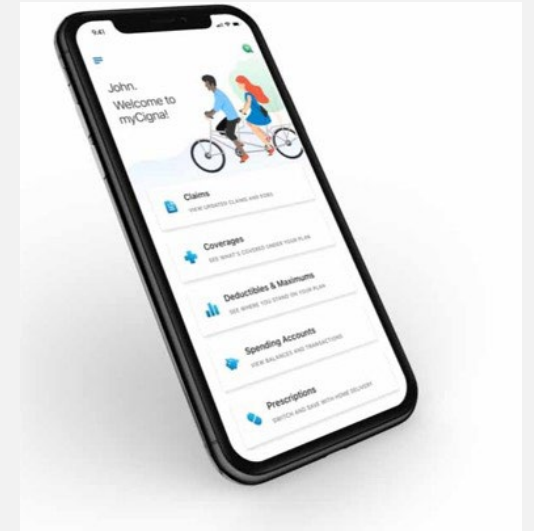 9:41
John,
Welcome to
myCigna!
Claims
VIEW UPDATED CLAIMS AND EOBS
Coverages
SEE WHAT'S COVERED UNDER YOUR PLAN
Deductibles & Maximums
SEE WHERE YOU STAND ON YOUR PLAN
Spending Accounts
VIEW BALANCES AND TRANSACTIONS
Prescriptions
SWITCH AND SAVE WITH HOME DELIVERY